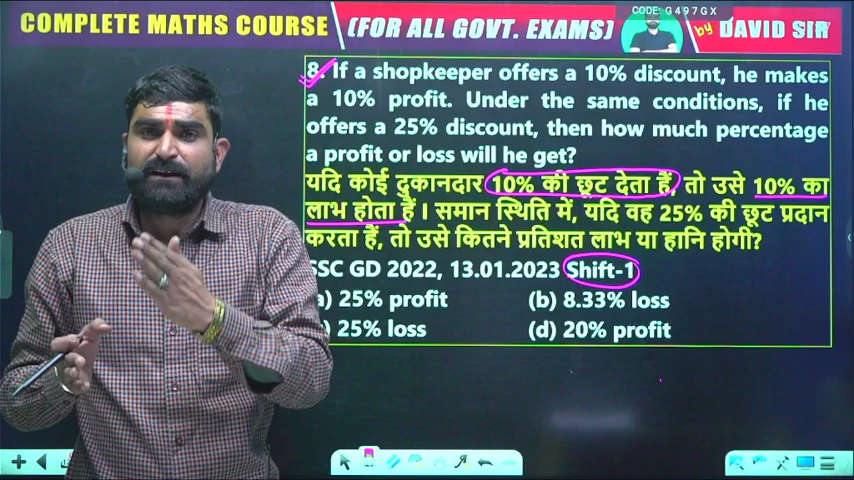 COMPLETE MATHS COURSE (FOR ALL GOVT. EXAMS) by DAVID SIR
CODE: G497GX
8. If a shopkeeper offers a 10% discount, he makes
a 10% profit. Under the same conditions, if he
offers a 25% discount, then how much percentage
a profit or loss will he get?
यदि कोई दुकानदार 10% की छूट देता हैं, तो उसे 10% का
लाभ होता हैं। समान स्थिति में, यदि वह 25% की छूट प्रदान
करता हैं, तो उसे कितने प्रतिशत लाभ या हानि होगी?
SSC GD 2022, 13.01.2023 Shift-1
a) 25% profit (b) 8.33% loss
) 25% loss (d) 20% profit